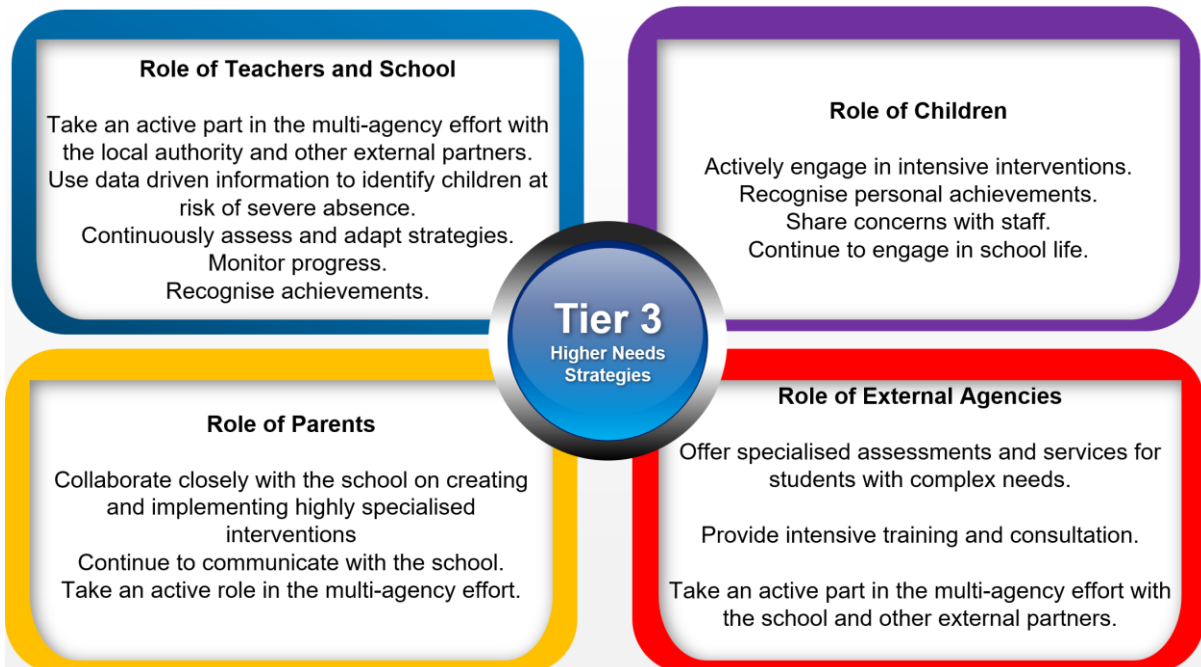 Role of Teachers and School
Take an active part in the multi-agency effort with
the local authority and other external partners.
Use data driven information to identify children at
risk of severe absence.
Continuously assess and adapt strategies.
Monitor progress.
Recognise achievements.
Role of Children
Actively engage in intensive interventions.
Recognise personal achievements.
Share concerns with staff.
Continue to engage in school life.
Tier 3
Higher Needs
Strategies
Role of Parents
Collaborate closely with the school on creating
and implementing highly specialised
interventions
Continue to communicate with the school.
Take an active role in the multi-agency effort.
Role of External Agencies
Offer specialised assessments and services for
students with complex needs.
Provide intensive training and consultation.
Take an active part in the multi-agency effort with
the school and other external partners.